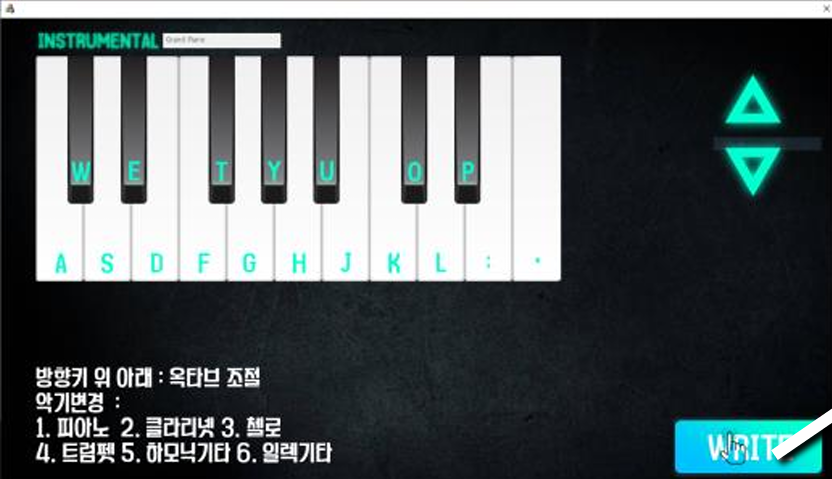 INSTRUMENTAL Grand Piano
W E T Y U O P
A S D F G H J K L : '
방향키 위 아래 : 옥타브 조절
악기변경 :
1. 피아노 2. 클라리넷 3. 첼로
4. 트럼펫 5. 하모닉기타 6. 일렉기타
WRITE